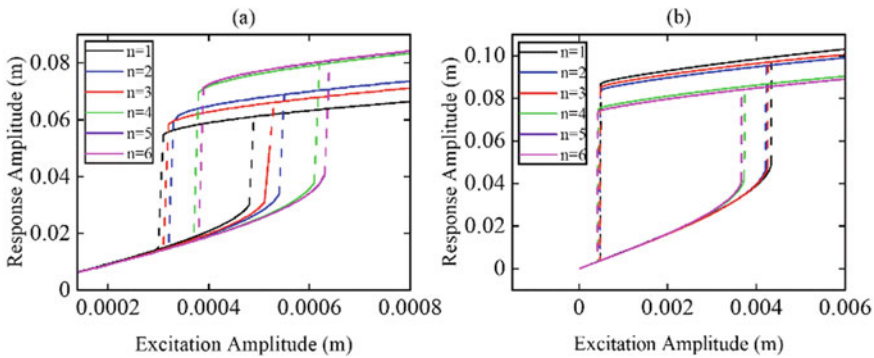 (a)
n=1
n=2
n=3
n=4
n=5
n=6
0.08
0.06
0.04
0.02
0
0.0002
0.0004
0.0006
0.0008
Response Amplitude (m)
Excitation Amplitude (m)
(b)
n=1
n=2
n=3
n=4
n=5
n=6
0.10
0.08
0.06
0.04
0.02
0
0
0.002
0.004
0.006
Response Amplitude (m)
Excitation Amplitude (m)